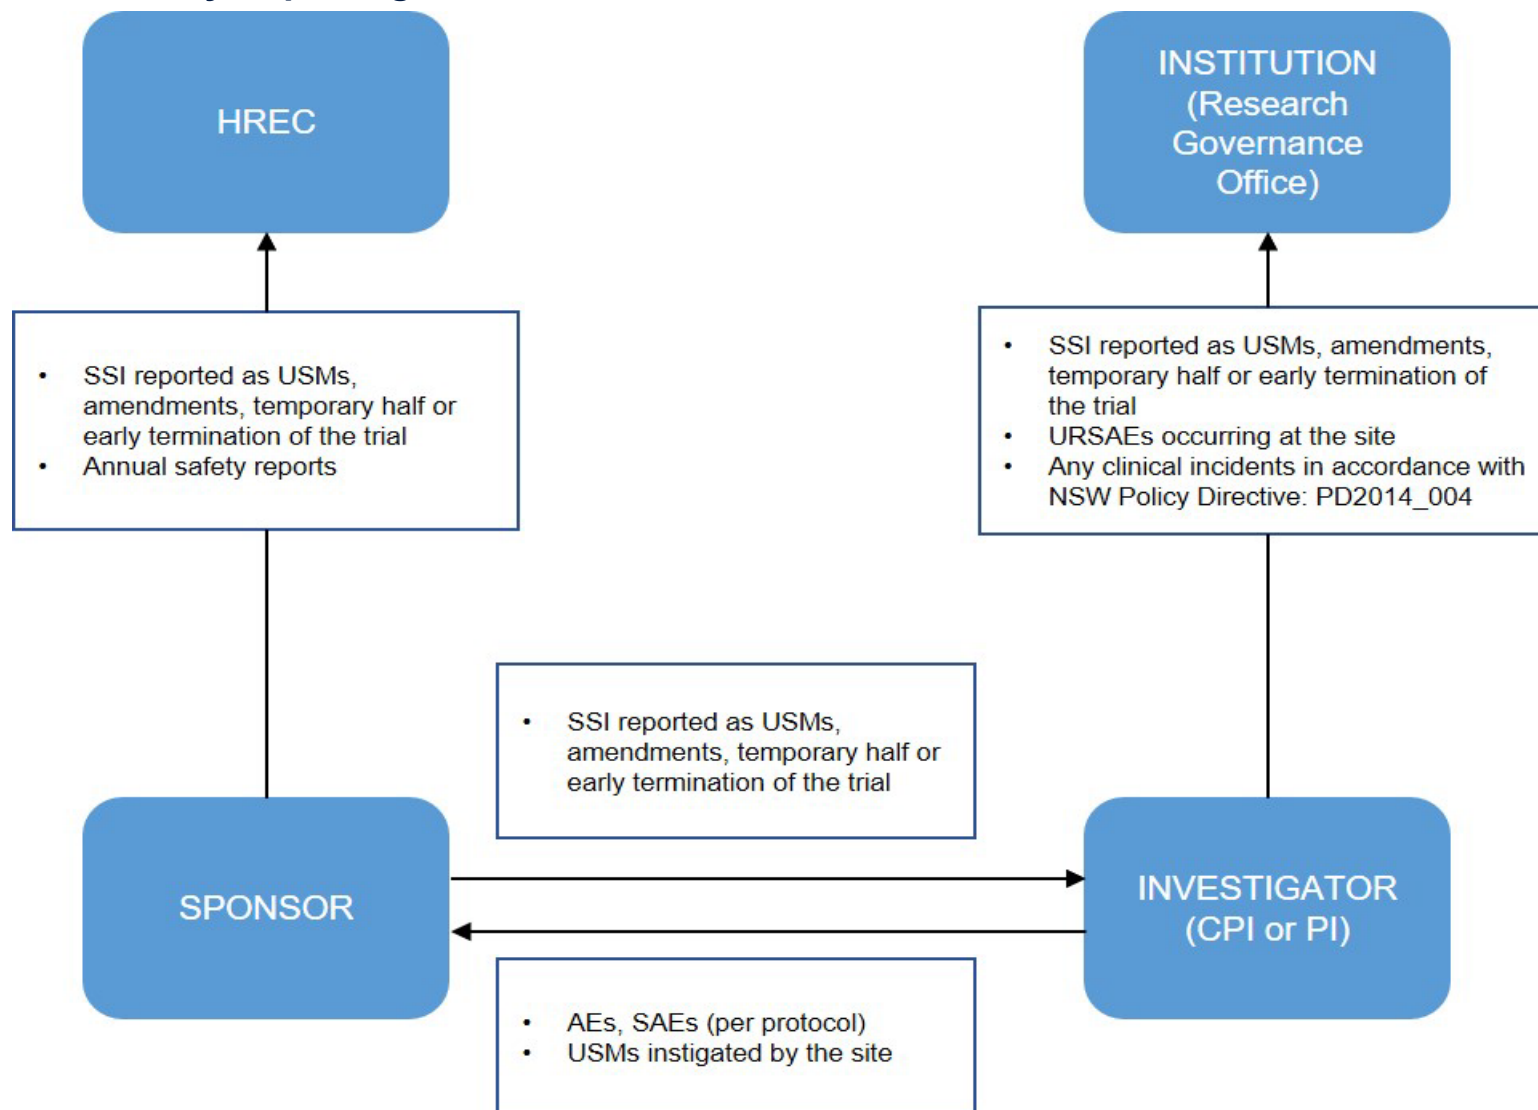 HREC
INSTITUTION
(Research
Governance
Office)
• SSI reported as USMs,
amendments, temporary half or
early termination of the trial
• Annual safety reports
• SSI reported as USMs, amendments,
temporary half or early termination of
the trial
• URSAEs occurring at the site
• Any clinical incidents in accordance with
NSW Policy Directive: PD2014_004
• SSI reported as USMs,
amendments, temporary half or
early termination of the trial
SPONSOR
INVESTIGATOR
(CPI or PI)
• AEs, SAEs (per protocol)
• USMs instigated by the site